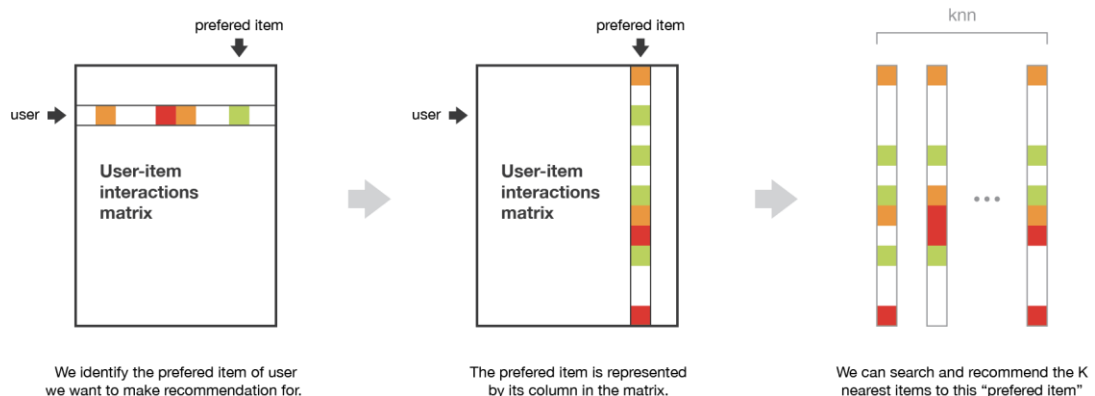 prefered item
user
User-item
interactions
matrix
We identify the prefered item of user
we want to make recommendation for.
prefered item
user
User-item
interactions
matrix
The prefered item is represented
by its column in the matrix.
knn
We can search and recommend the K
nearest items to this “prefered item”